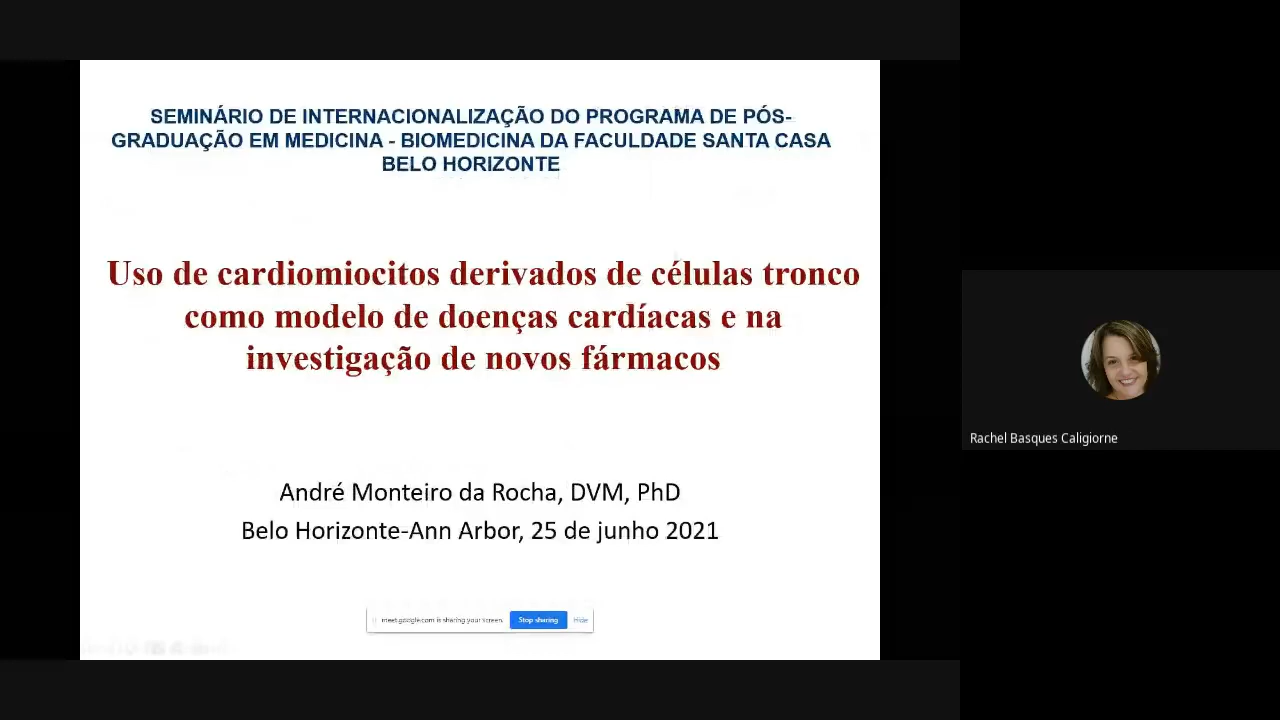 SEMINÁRIO DE INTERNACIONALIZAÇÃO DO PROGRAMA DE PÓS-
GRADUAÇÃO EM MEDICINA - BIOMEDICINA DA FACULDADE SANTA CASA
BELO HORIZONTE
Uso de cardiomiocitos derivados de células tronco
como modelo de doenças cardíacas e na
investigação de novos fármacos
André Monteiro da Rocha, DVM, PhD
Belo Horizonte-Ann Arbor, 25 de junho 2021
meet.google.com is sharing your screen. Stop sharing Hide
Rachel Basques Caligiorne